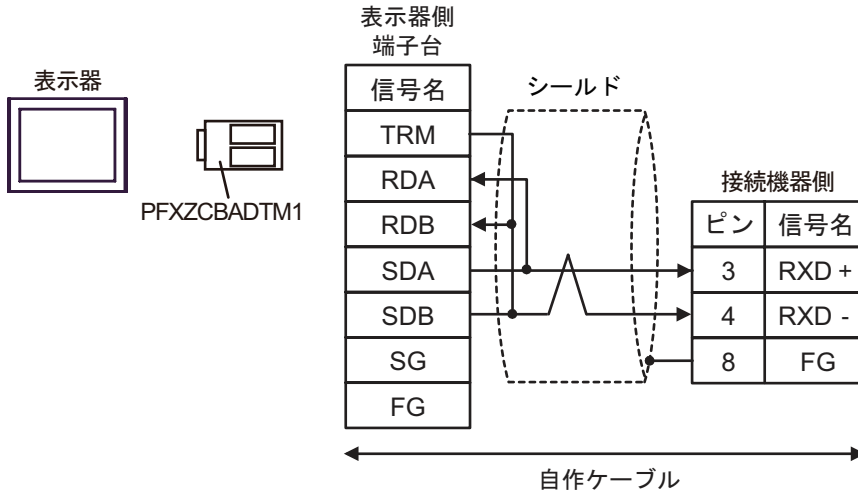 表示器
PFXZCBADTM1
表示器側
端子台
信号名
TRM
RDA
RDB
SDA
SDB
SG
FG
シールド
接続機器側
ピン 信号名
3 RXD +
4 RXD -
8 FG
自作ケーブル